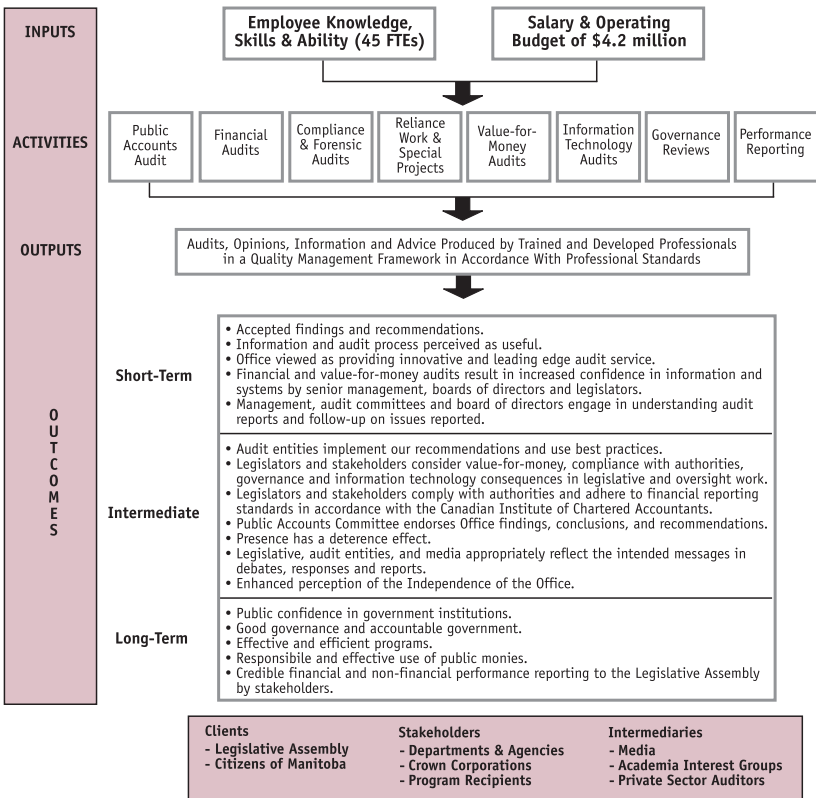 INPUTS
Employee Knowledge,
Skills & Ability (45 FTEs)
Salary & Operating
Budget of $4.2 million
ACTIVITIES
Public
Accounts
Audit
Financial
Audits
Compliance
& Forensic
Audits
Reliance
Work &
Special
Projects
Value-for-
Money
Audits
Information
Technology
Audits
Governance
Reviews
Performance
Reporting
OUTPUTS
Audits, Opinions, Information and Advice Produced by Trained and Developed Professionals
in a Quality Management Framework in Accordance With Professional Standards
OUTCOMES
Short-Term
• Accepted findings and recommendations.
• Information and audit process perceived as useful.
• Office viewed as providing innovative and leading edge audit service.
• Financial and value-for-money audits result in increased confidence in information and
systems by senior management, boards of directors and legislators.
• Management, audit committees and board of directors engage in understanding audit
reports and follow-up on issues reported.
Intermediate
• Audit entities implement our recommendations and use best practices.
• Legislators and stakeholders consider value-for-money, compliance with authorities,
governance and information technology consequences in legislative and oversight work.
• Legislators and stakeholders comply with authorities and adhere to financial reporting
standards in accordance with the Canadian Institute of Chartered Accountants.
• Public Accounts Committee endorses Office findings, conclusions, and recommendations.
• Presence has a deterence effect.
• Legislative, audit entities, and media appropriately reflect the intended messages in
debates, responses and reports.
• Enhanced perception of the Independence of the Office.
Long-Term
• Public confidence in government institutions.
• Good governance and accountable government.
• Effective and efficient programs.
• Responsibile and effective use of public monies.
• Credible financial and non-financial performance reporting to the Legislative Assembly
by stakeholders.
Clients
- Legislative Assembly
- Citizens of Manitoba
Stakeholders
- Departments & Agencies
- Crown Corporations
- Program Recipients
Intermediaries
- Media
- Academia Interest Groups
- Private Sector Auditors